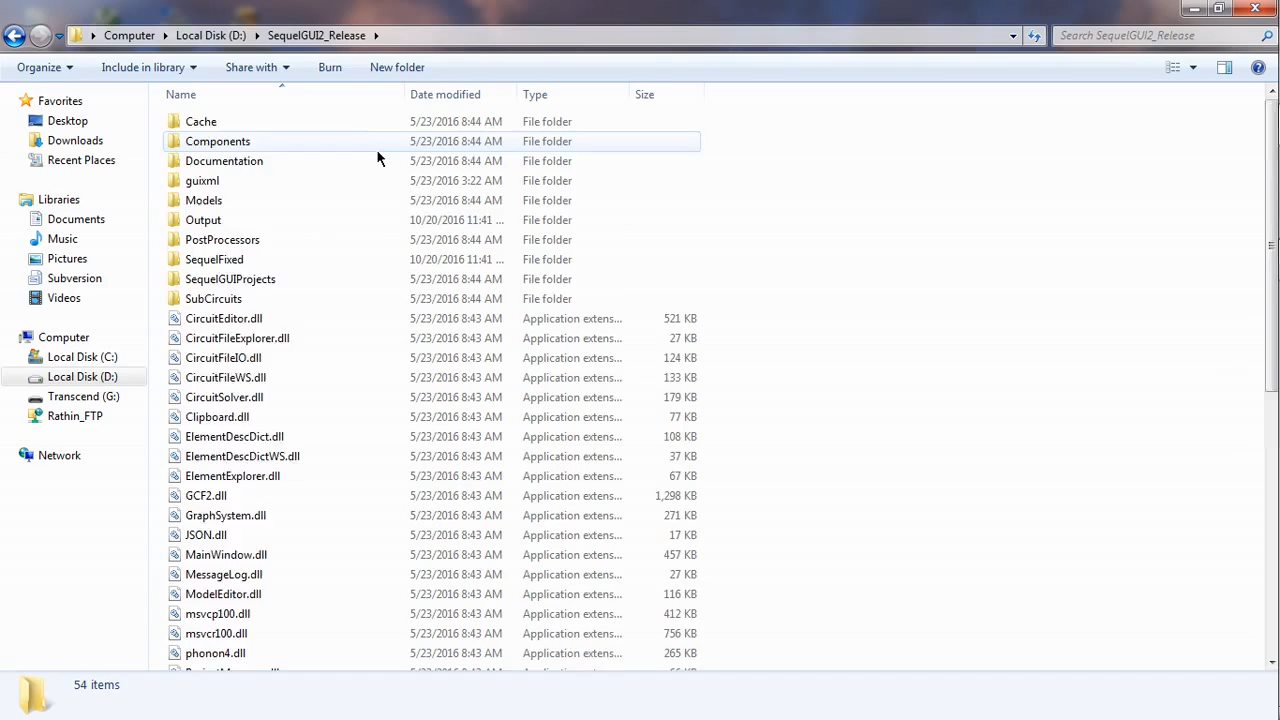 Computer Local Disk (D:) SequelGUI2_Release Search SequelGUI2_Release
Organize Include in library Share with Burn New folder
Name Date modified Type Size
Favorites
Desktop
Downloads
Recent Places
Libraries
Documents
Music
Pictures
Subversion
Videos
Computer
Local Disk (C:)
Local Disk (D:)
Transcend (G:)
Rathin_FTP
Network
Cache 5/23/2016 8:44 AM File folder
Components 5/23/2016 8:44 AM File folder
Documentation 5/23/2016 8:44 AM File folder
guixml 5/23/2016 3:22 AM File folder
Models 5/23/2016 8:44 AM File folder
Output 10/20/2016 11:41 ... File folder
PostProcessors 5/23/2016 8:44 AM File folder
SequelFixed 10/20/2016 11:41 ... File folder
SequelGUIProjects 5/23/2016 8:44 AM File folder
SubCircuits 5/23/2016 8:44 AM File folder
CircuitEditor.dll 5/23/2016 8:43 AM Application extens... 521 KB
CircuitFileExplorer.dll 5/23/2016 8:43 AM Application extens... 27 KB
CircuitFileIO.dll 5/23/2016 8:43 AM Application extens... 124 KB
CircuitFileWS.dll 5/23/2016 8:43 AM Application extens... 133 KB
CircuitSolver.dll 5/23/2016 8:43 AM Application extens... 179 KB
Clipboard.dll 5/23/2016 8:43 AM Application extens... 77 KB
ElementDescDict.dll 5/23/2016 8:43 AM Application extens... 108 KB
ElementDescDictWS.dll 5/23/2016 8:43 AM Application extens... 37 KB
ElementExplorer.dll 5/23/2016 8:43 AM Application extens... 67 KB
GCF2.dll 5/23/2016 8:43 AM Application extens... 1,298 KB
GraphSystem.dll 5/23/2016 8:43 AM Application extens... 271 KB
JSON.dll 5/23/2016 8:43 AM Application extens... 17 KB
MainWindow.dll 5/23/2016 8:43 AM Application extens... 457 KB
MessageLog.dll 5/23/2016 8:43 AM Application extens... 27 KB
ModelEditor.dll 5/23/2016 8:43 AM Application extens... 116 KB
msvcp100.dll 5/23/2016 8:43 AM Application extens... 412 KB
msvcr100.dll 5/23/2016 8:43 AM Application extens... 756 KB
phonon4.dll 5/23/2016 8:43 AM Application extens... 265 KB
54 items